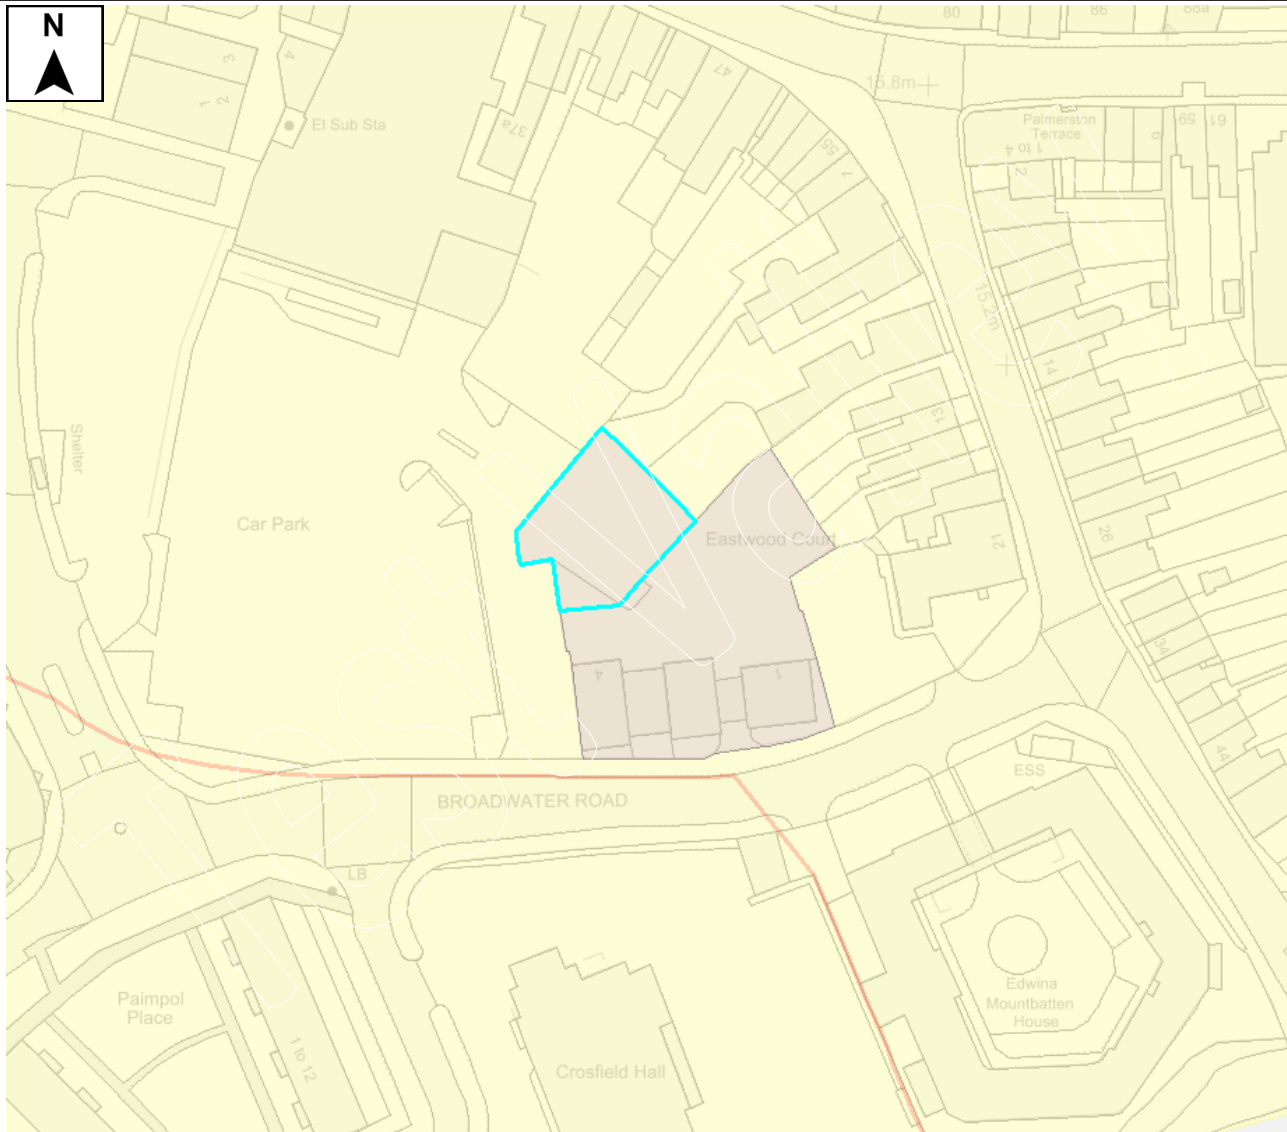 N
80
86
88a
3
4
1 2
El Sub Sta
47
37a
55
7
15.8m
Palmerston
Terrace
1 to 4
2
6
59
61
15.2m
14
13
Shelter
Car Park
Eastwood Court
21
26
34
44
4
1
BROADWATER ROAD
ESS
LB
Paimpol
Place
1 to 12
Crosfield Hall
Edwina
Mountbatten
House